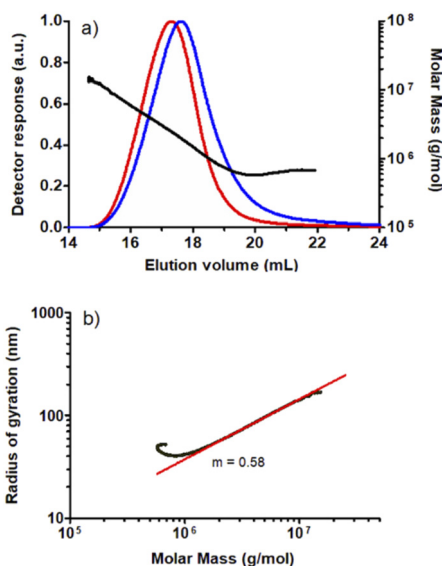 a)
Detector response (a.u.)
1.0
0.8
0.6
0.4
0.2
0.0
14 16 18 20 22 24
Elution volume (mL)
10⁸
10⁷
10⁶
10⁵
Molar Mass (g/mol)
b)
Radius of gyration (nm)
1000
100
10
m = 0.58
10⁵ 10⁶ 10⁷
Molar Mass (g/mol)